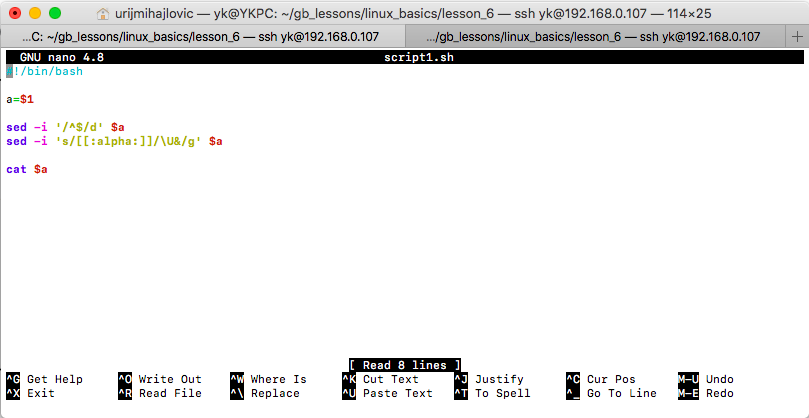 urijmihajlovic — yk@YKPC: ~/gb_lessons/linux_basics/lesson_6 — ssh yk@192.168.0.107 — 114×25
...C: ~/gb_lessons/linux_basics/lesson_6 — ssh yk@192.168.0.107 .../gb_lessons/linux_basics/lesson_6 — ssh yk@192.168.0.107 +
GNU nano 4.8 script1.sh
#!/bin/bash
a=$1
sed -i '/^$/d' $a
sed -i 's/[[:alpha:]]/\U&/g' $a
cat $a
[ Read 8 lines ]
^G Get Help ^O Write Out ^W Where Is ^K Cut Text ^J Justify ^C Cur Pos M-U Undo
^X Exit ^R Read File ^\ Replace ^U Paste Text ^T To Spell ^_ Go To Line M-E Redo